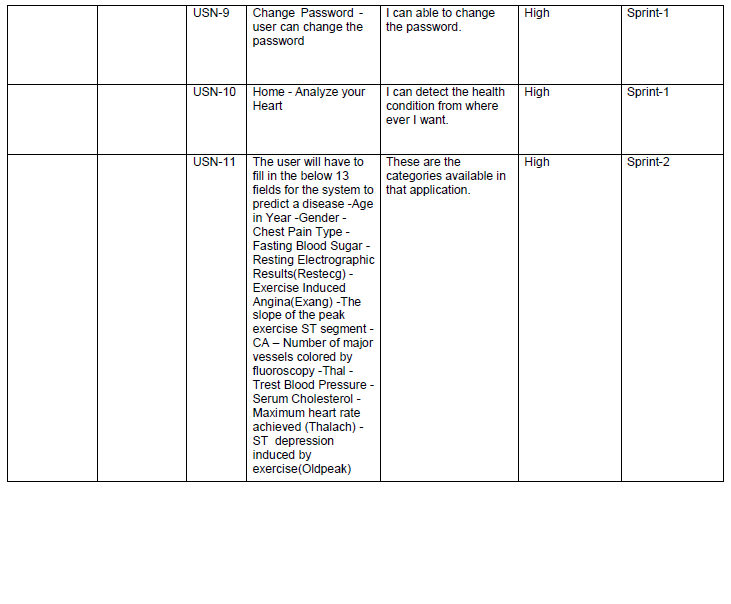 USN-9
Change Password -
user can change the
password
I can able to change
the password.
High
Sprint-1
USN-10
Home - Analyze your
Heart
I can detect the health
condition from where
ever I want.
High
Sprint-1
USN-11
The user will have to
fill in the below 13
fields for the system to
predict a disease -Age
in Year -Gender -
Chest Pain Type -
Fasting Blood Sugar -
Resting Electrographic
Results(Restecg) -
Exercise Induced
Angina(Exang) -The
slope of the peak
exercise ST segment -
CA – Number of major
vessels colored by
fluoroscopy -Thal -
Trest Blood Pressure -
Serum Cholesterol -
Maximum heart rate
achieved (Thalach) -
ST depression
induced by
exercise(Oldpeak)
These are the
categories available in
that application.
High
Sprint-2